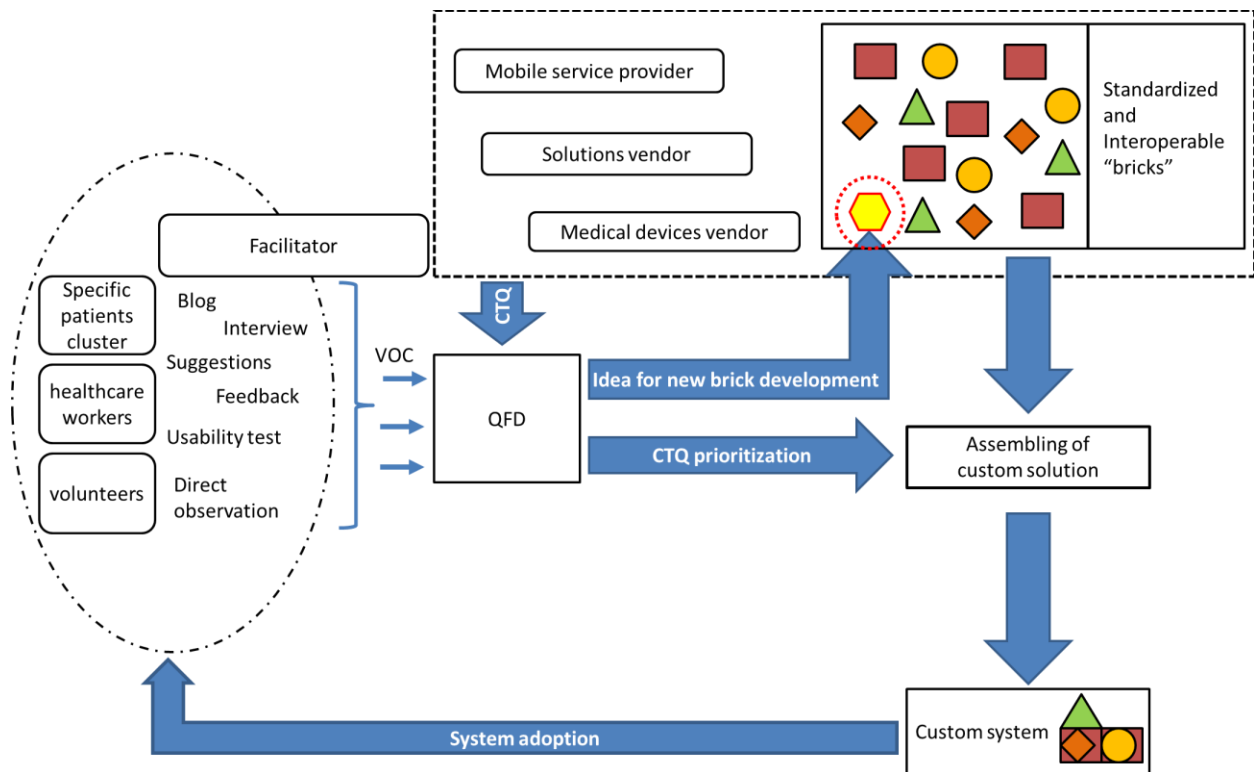 Mobile service provider
Solutions vendor
Medical devices vendor
Standardized
and
Interoperable
“bricks”
Facilitator
Specific
patients
cluster
healthcare
workers
volunteers
Blog
Interview
Suggestions
Feedback
Usability test
Direct
observation
VOC
CTQ
QFD
Idea for new brick development
CTQ prioritization
Assembling of
custom solution
Custom system
System adoption